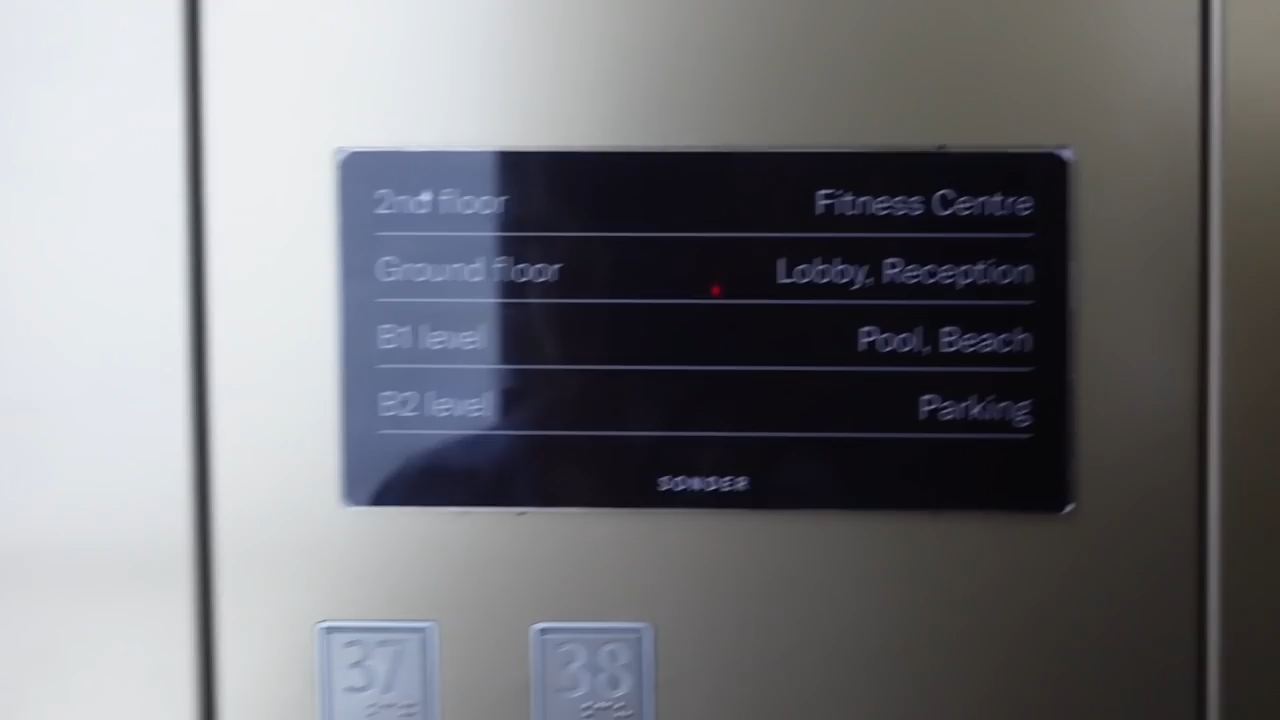 2nd floor Fitness Centre
Ground floor Lobby, Reception
B1 level Pool, Beach
B2 level Parking
SONDER
37 38